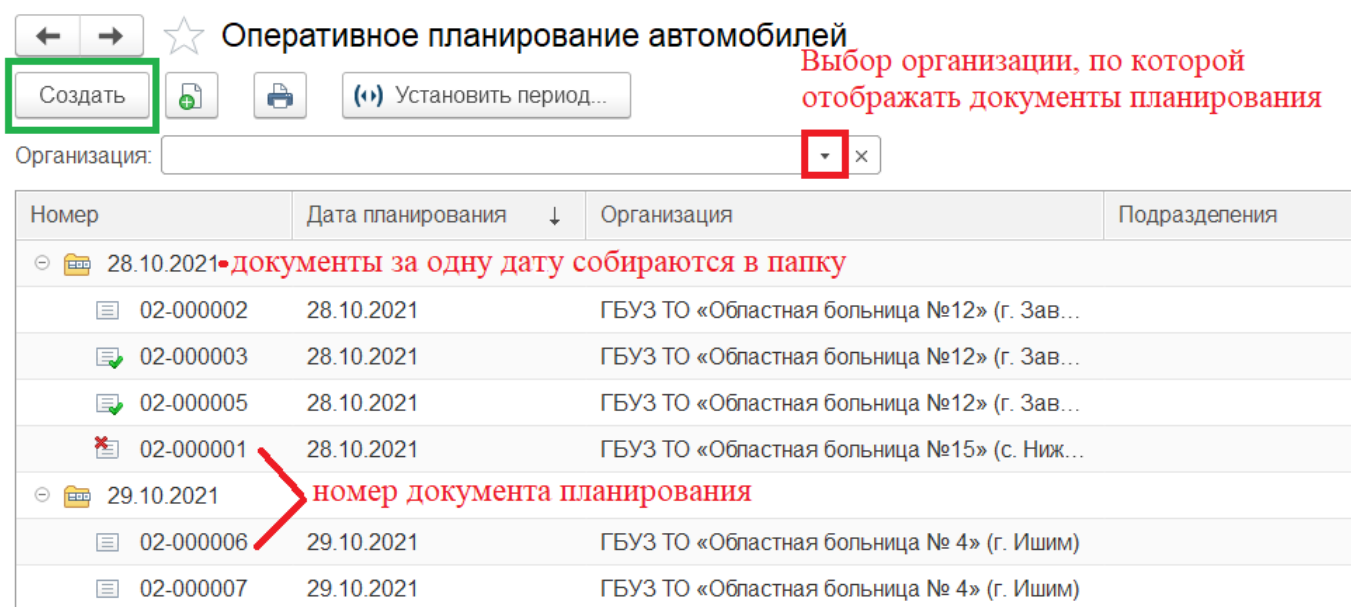 Оперативное планирование автомобилей
Выбор организации, по которой
отображать документы планирования
Создать Установить период...
Организация:
Номер Дата планирования ↓ Организация Подразделения
28.10.2021 документы за одну дату собираются в папку
02-000002 28.10.2021 ГБУЗ ТО «Областная больница №12» (г. Зав...
02-000003 28.10.2021 ГБУЗ ТО «Областная больница №12» (г. Зав...
02-000005 28.10.2021 ГБУЗ ТО «Областная больница №12» (г. Зав...
02-000001 28.10.2021 ГБУЗ ТО «Областная больница №15» (с. Ниж...
29.10.2021 номер документа планирования
02-000006 29.10.2021 ГБУЗ ТО «Областная больница № 4» (г. Ишим)
02-000007 29.10.2021 ГБУЗ ТО «Областная больница № 4» (г. Ишим)